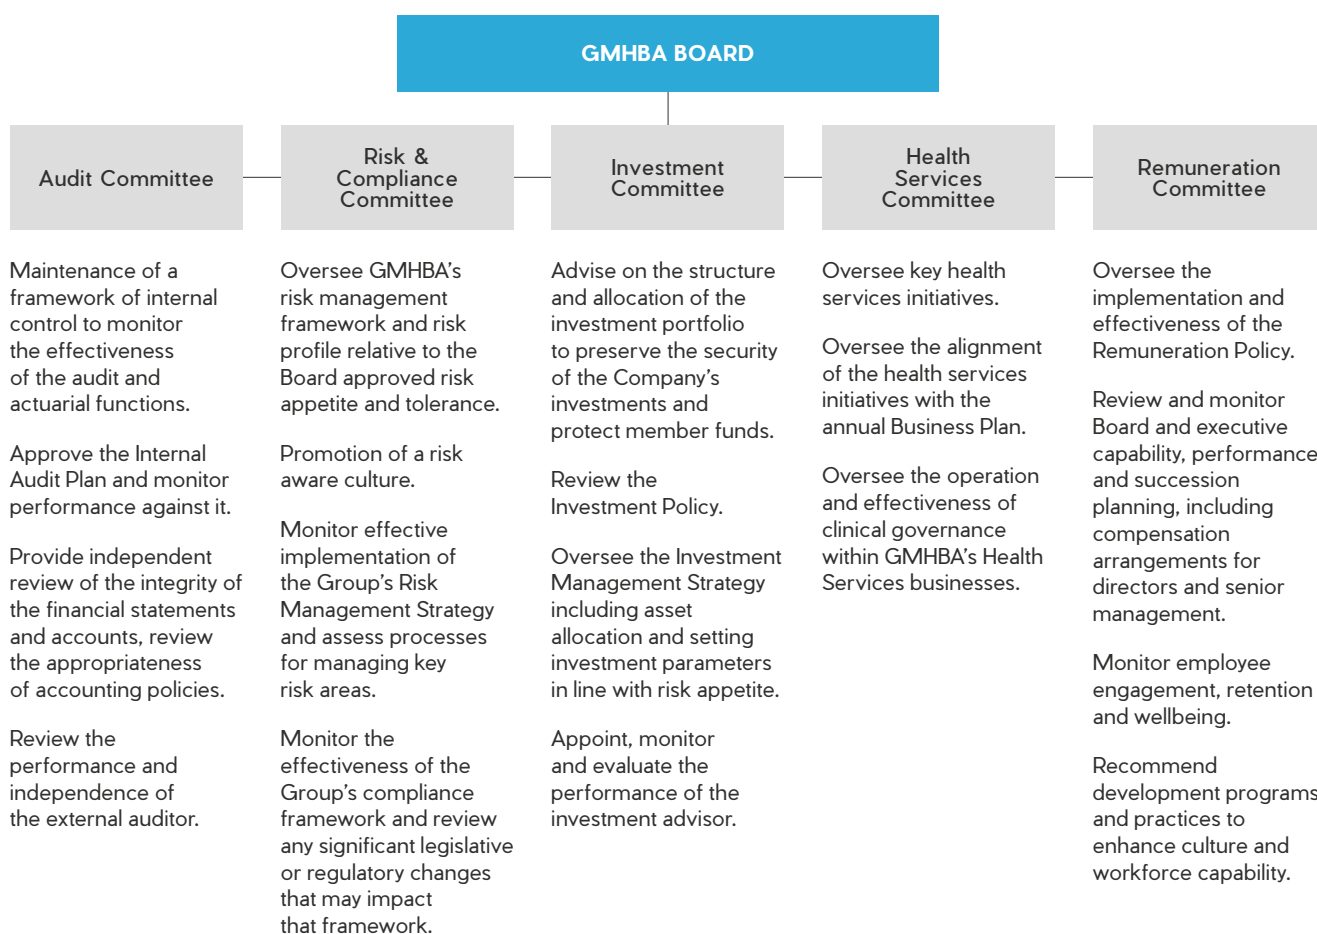 GMHBA BOARD
Audit Committee
Maintenance of a
framework of internal
control to monitor
the effectiveness
of the audit and
actuarial functions.
Approve the Internal
Audit Plan and monitor
performance against it.
Provide independent
review of the integrity of
the financial statements
and accounts, review
the appropriateness
of accounting policies.
Review the
performance and
independence of
the external auditor.
Risk &
Compliance
Committee
Oversee GMHBA’s
risk management
framework and risk
profile relative to the
Board approved risk
appetite and tolerance.
Promotion of a risk
aware culture.
Monitor effective
implementation of
the Group’s Risk
Management Strategy
and assess processes
for managing key
risk areas.
Monitor the
effectiveness of the
Group’s compliance
framework and review
any significant legislative
or regulatory changes
that may impact
that framework.
Investment
Committee
Advise on the structure
and allocation of the
investment portfolio
to preserve the security
of the Company’s
investments and
protect member funds.
Review the
Investment Policy.
Oversee the Investment
Management Strategy
including asset
allocation and setting
investment parameters
in line with risk appetite.
Appoint, monitor
and evaluate the
performance of the
investment advisor.
Health
Services
Committee
Oversee key health
services initiatives.
Oversee the alignment
of the health services
initiatives with the
annual Business Plan.
Oversee the operation
and effectiveness of
clinical governance
within GMHBA’s Health
Services businesses.
Remuneration
Committee
Oversee the
implementation and
effectiveness of the
Remuneration Policy.
Review and monitor
Board and executive
capability, performance
and succession
planning, including
compensation
arrangements for
directors and senior
management.
Monitor employee
engagement, retention
and wellbeing.
Recommend
development programs
and practices to
enhance culture and
workforce capability.